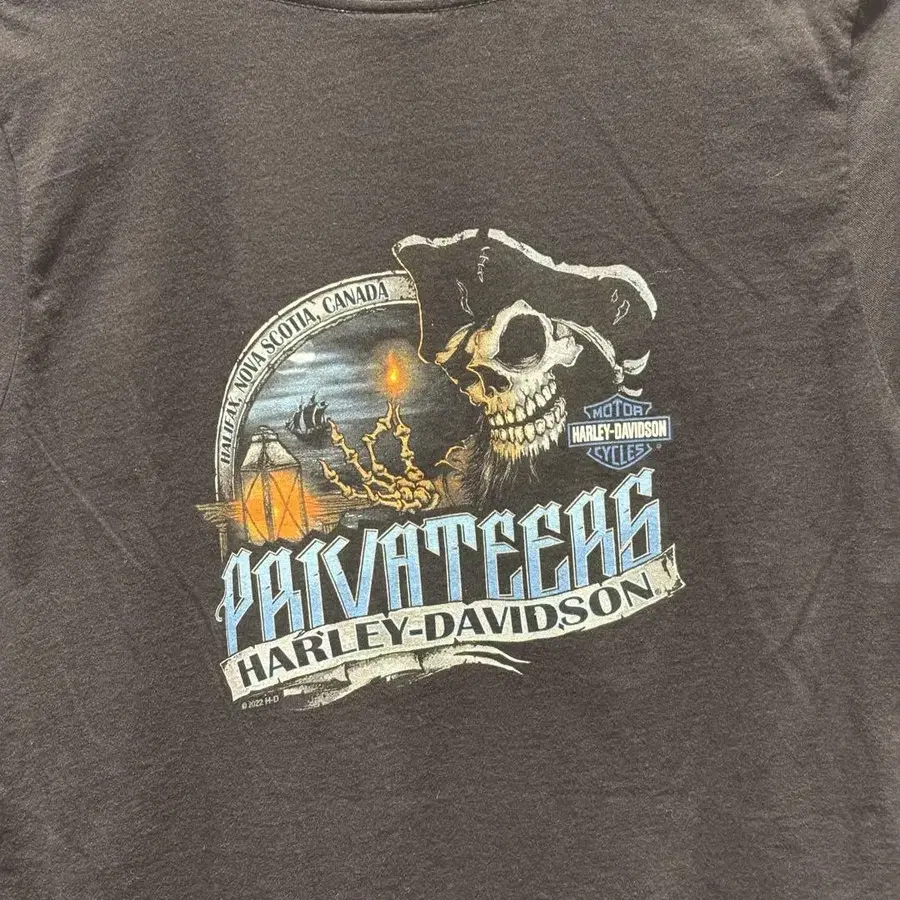 HALIFAX, NOVA SCOTIA, CANADA
MOTOR
HARLEY-DAVIDSON
CYCLES
®
PRIVATEERS
HARLEY-DAVIDSON®
© 2022 H-D